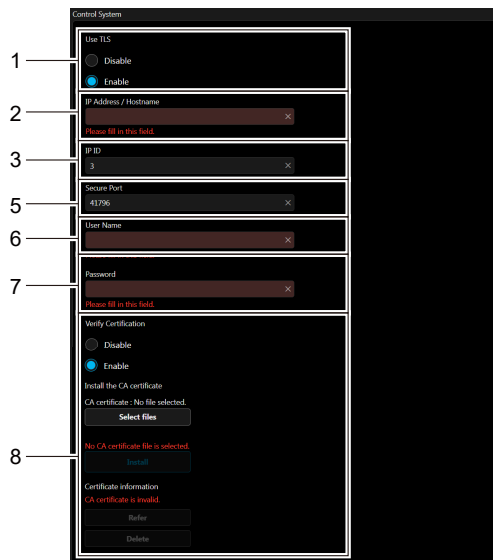 Control System
1
Use TLS
Disable
Enable
2
IP Address / Hostname
×
Please fill in this field.
3
IP ID
3 ×
5
Secure Port
41796 ×
6
User Name
×
7
Password
×
Please fill in this field.
8
Verify Certification
Disable
Enable
Install the CA certificate
CA certificate : No file selected.
Select files
No CA certificate file is selected.
Install
Certificate information
CA certificate is invalid.
Refer
Delete